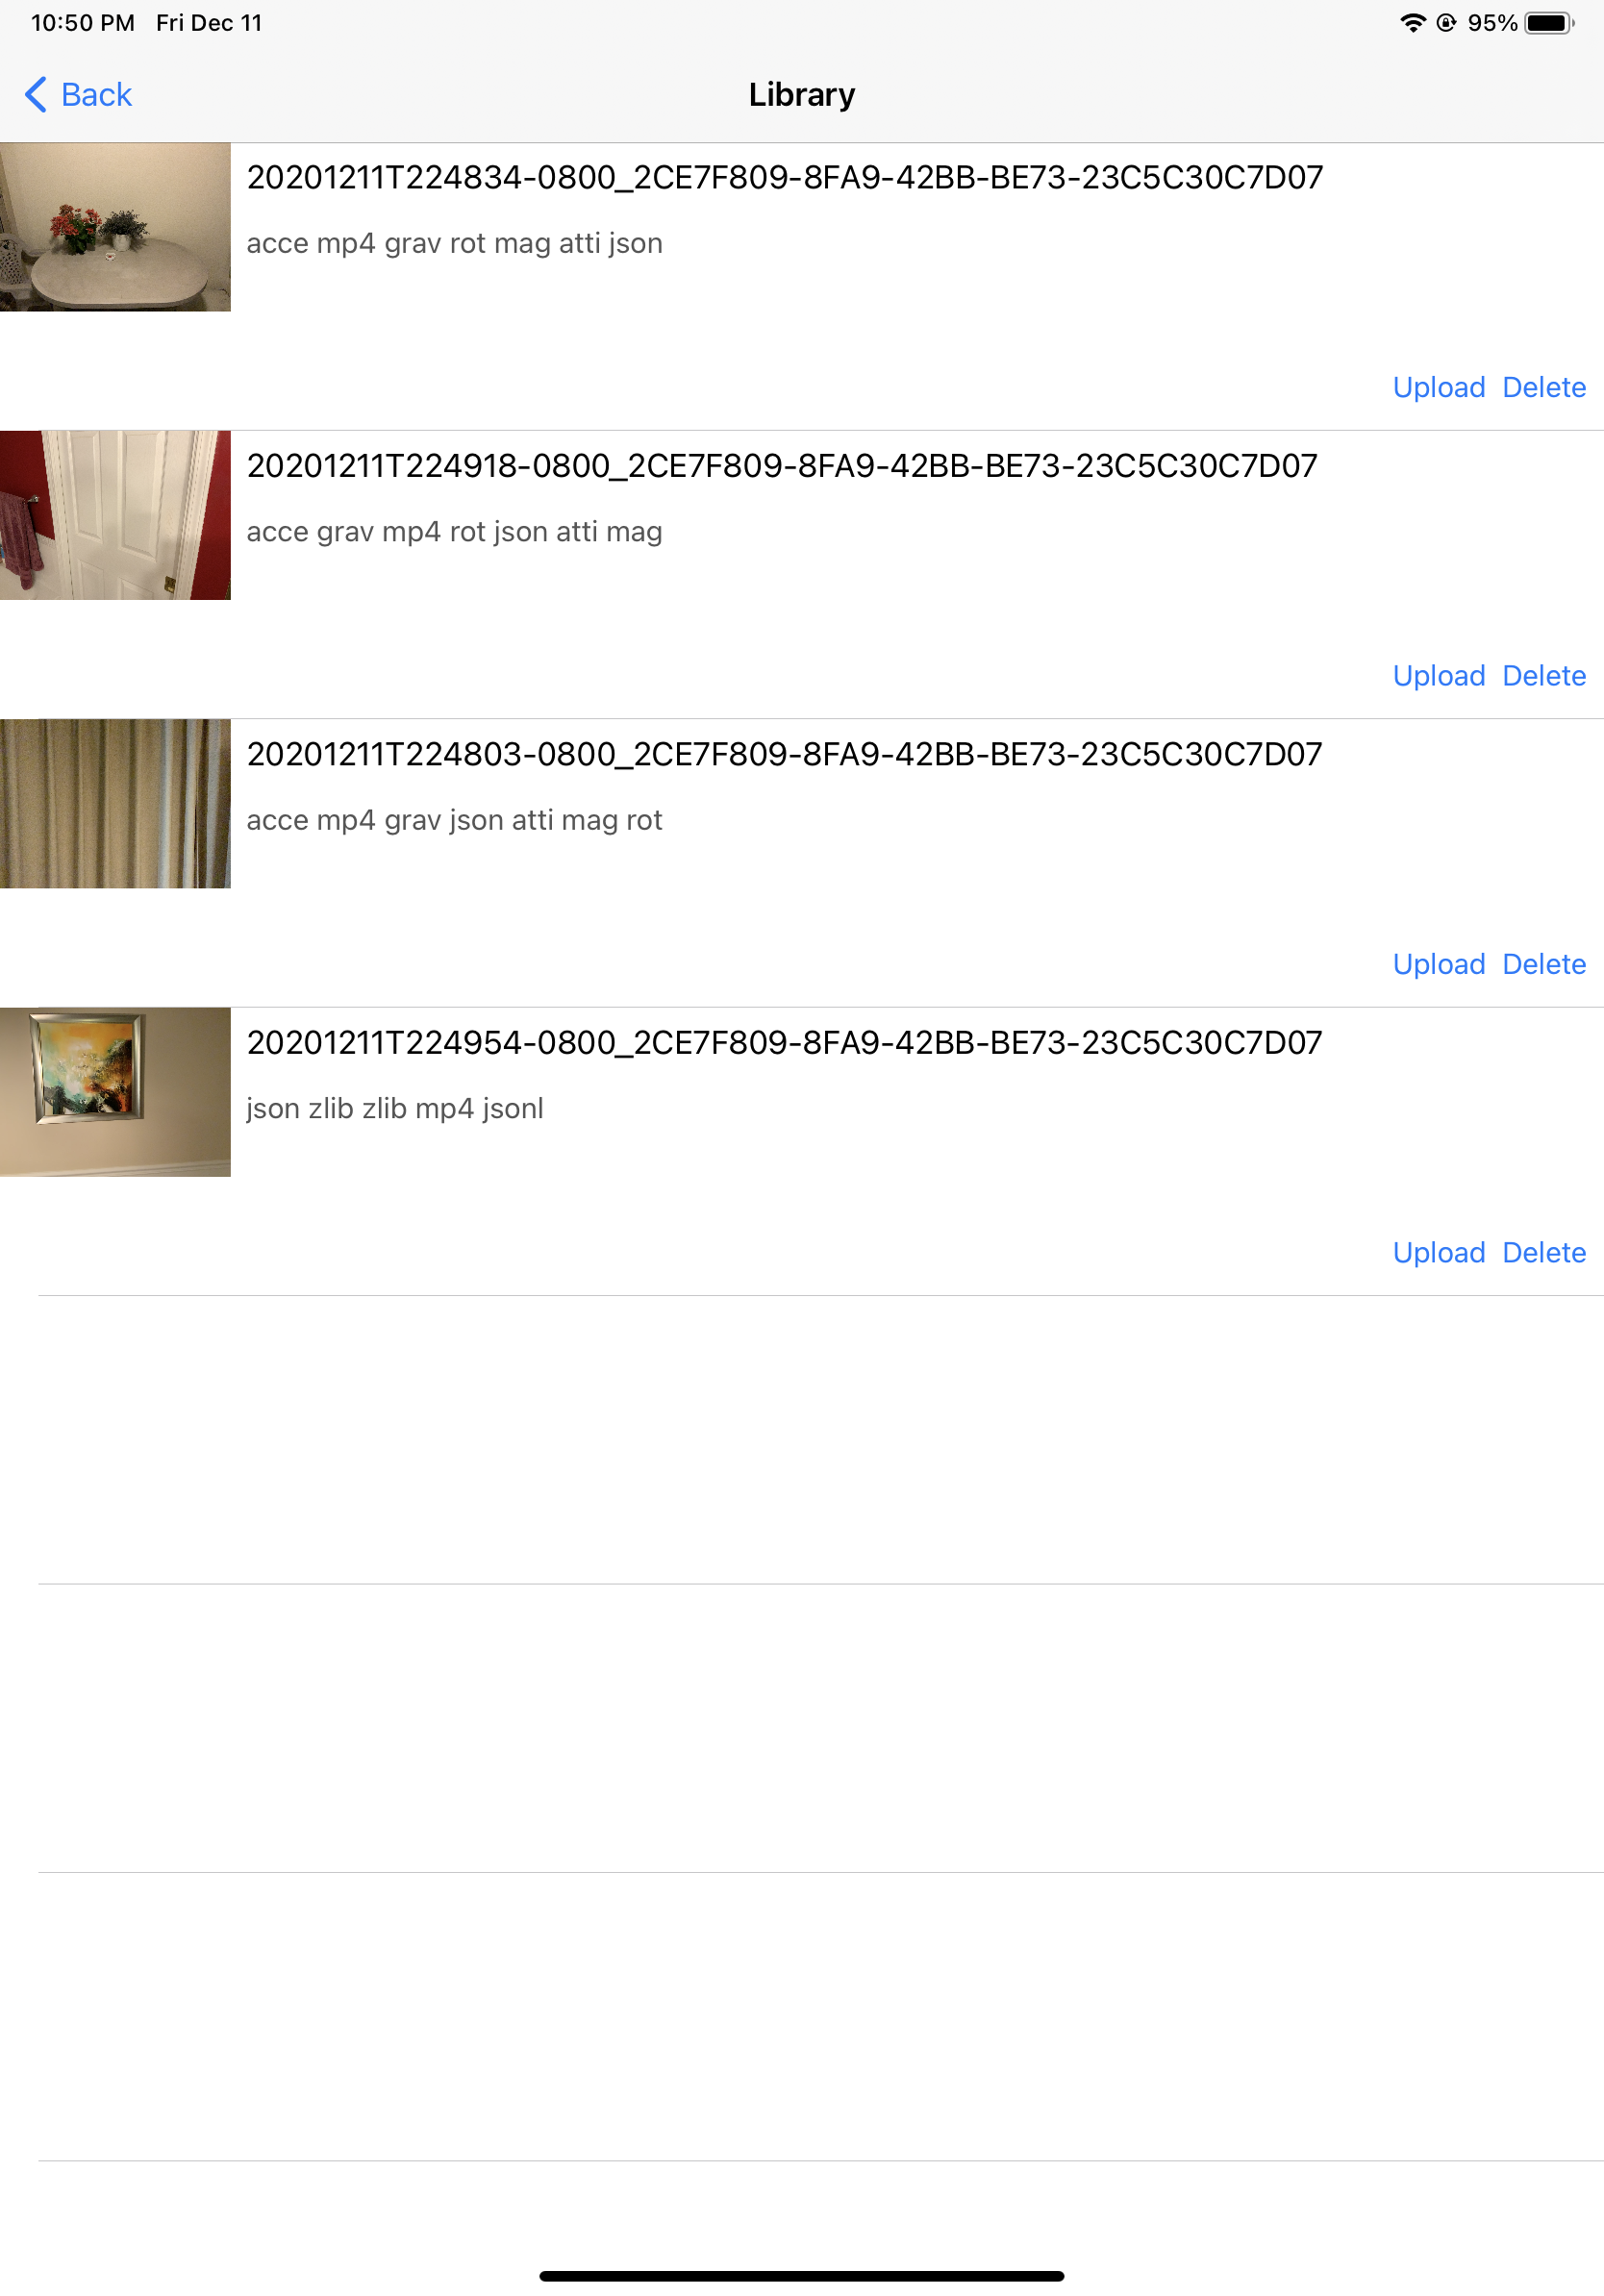 10:50 PM Fri Dec 11 95%
Back Library
20201211T224834-0800_2CE7F809-8FA9-42BB-BE73-23C5C30C7D07
acce mp4 grav rot mag atti json
Upload Delete
20201211T224918-0800_2CE7F809-8FA9-42BB-BE73-23C5C30C7D07
acce grav mp4 rot json atti mag
Upload Delete
20201211T224803-0800_2CE7F809-8FA9-42BB-BE73-23C5C30C7D07
acce mp4 grav json atti mag rot
Upload Delete
20201211T224954-0800_2CE7F809-8FA9-42BB-BE73-23C5C30C7D07
json zlib zlib mp4 jsonl
Upload Delete